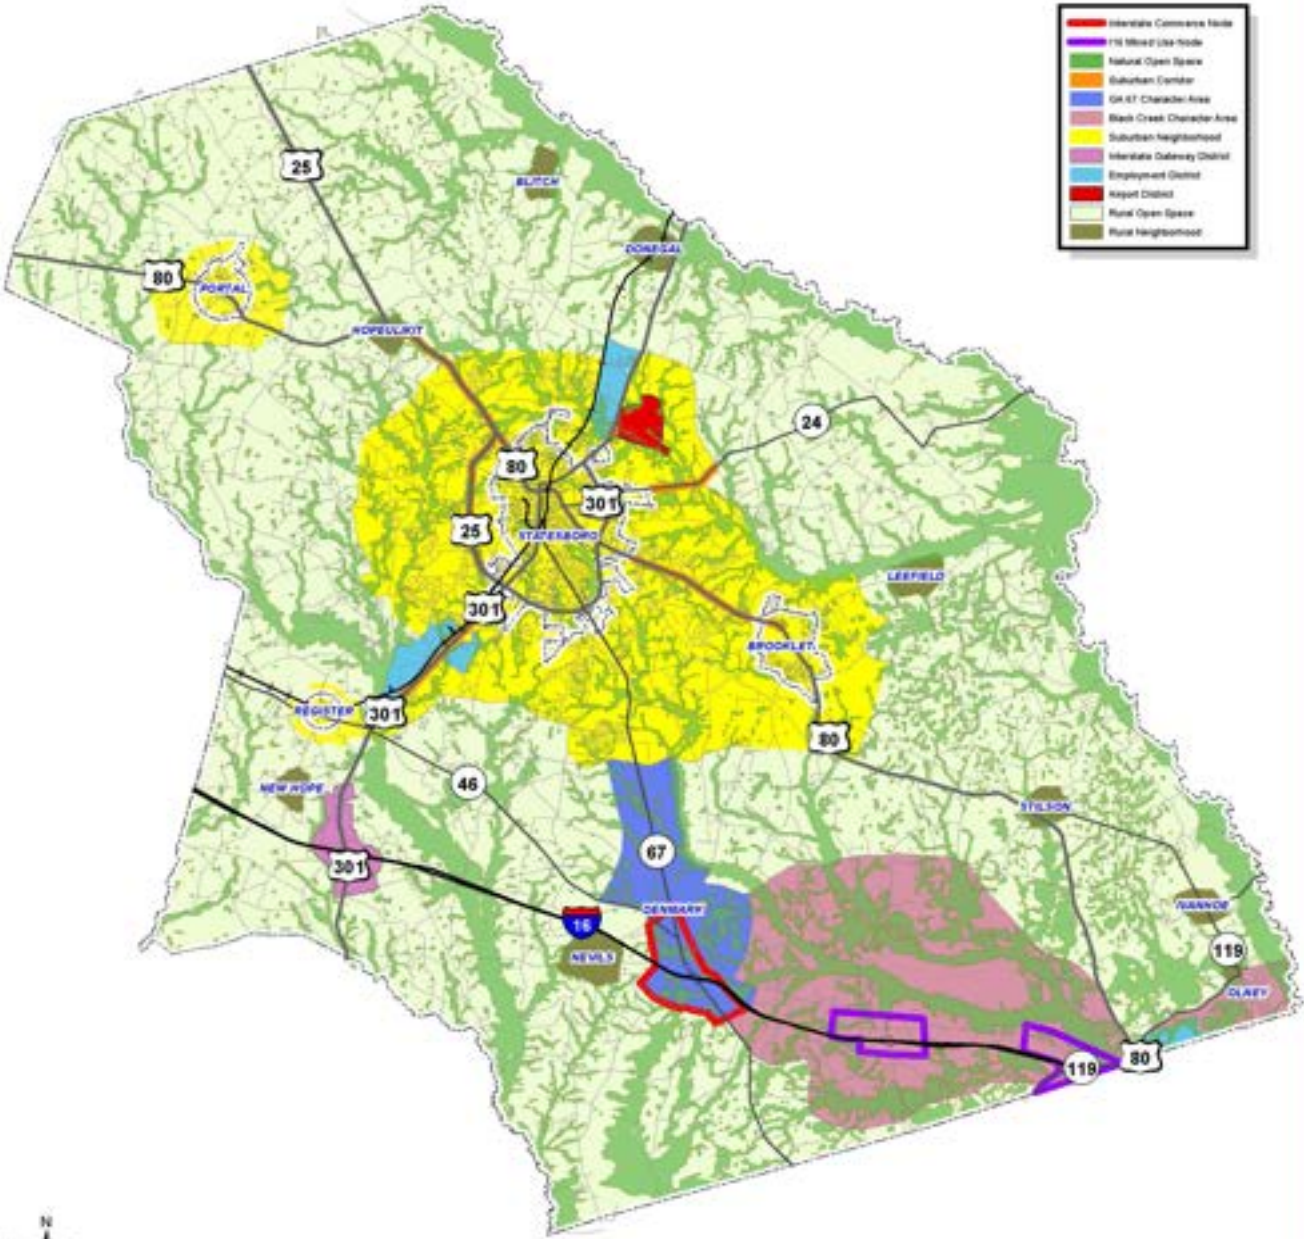 Interstate Commerce Node
I16 Mixed Use Node
Natural Open Space
Suburban Corridor
GA 67 Character Area
Black Creek Character Area
Suburban Neighborhood
Interstate Gateway District
Employment District
Airport District
Rural Open Space
Rural Neighborhood
25
BLITCH
DONEGAL
80
PORTAL
HOPEULIKIT
24
80
301
25
STATESBORO
LEEFIELD
301
BROOKLET
REGISTER
301
80
NEW HOPE
46
STILSON
67
301
DENMARK
IVANHOE
16
NEVILS
119
OLNEY
80
119
N